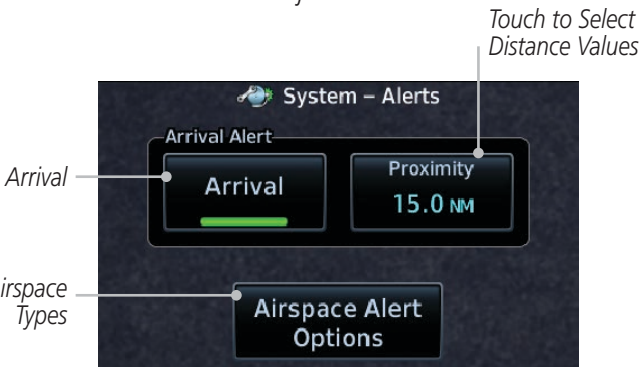 Touch to Select
Distance Values
System – Alerts
Arrival Alert
Arrival
Arrival
Proximity
15.0 NM
Types
Airspace Alert
Options